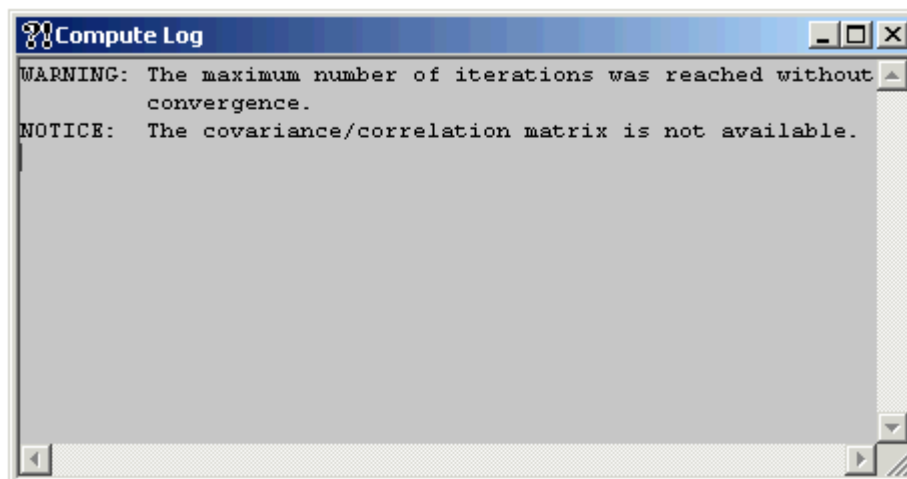 ?!Compute Log
WARNING: The maximum number of iterations was reached without
convergence.
NOTICE: The covariance/correlation matrix is not available.